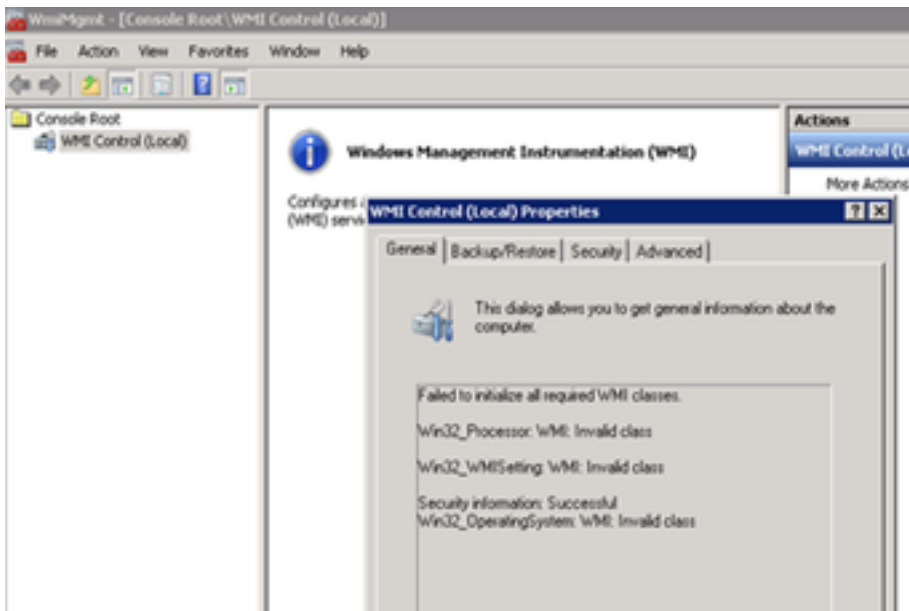 WmiMgmt - [Console Root\WMI Control (Local)]
File Action View Favorites Window Help
Console Root
WMI Control (Local)
Windows Management Instrumentation (WMI)
Configures
(WMI) servi
Actions
WMI Control (L
More Actions
WMI Control (Local) Properties
General Backup/Restore Security Advanced
This dialog allows you to get general information about the
computer.
Failed to initialize all required WMI classes.
Win32_Processor: WMI: Invalid class
Win32_WMISetting: WMI: Invalid class
Security information: Successful
Win32_OperatingSystem: WMI: Invalid class